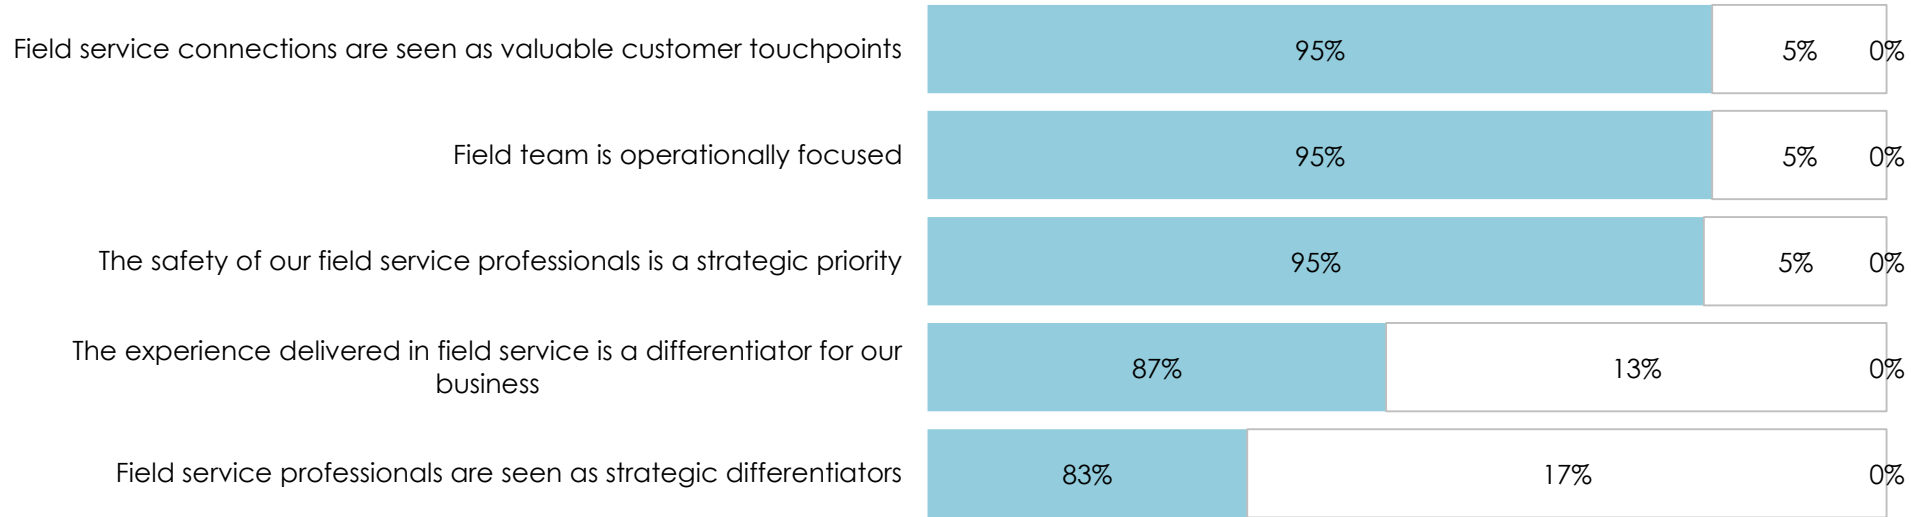 Field service connections are seen as valuable customer touchpoints 95% 5% 0%
Field team is operationally focused 95% 5% 0%
The safety of our field service professionals is a strategic priority 95% 5% 0%
The experience delivered in field service is a differentiator for our
business 87% 13% 0%
Field service professionals are seen as strategic differentiators 83% 17% 0%